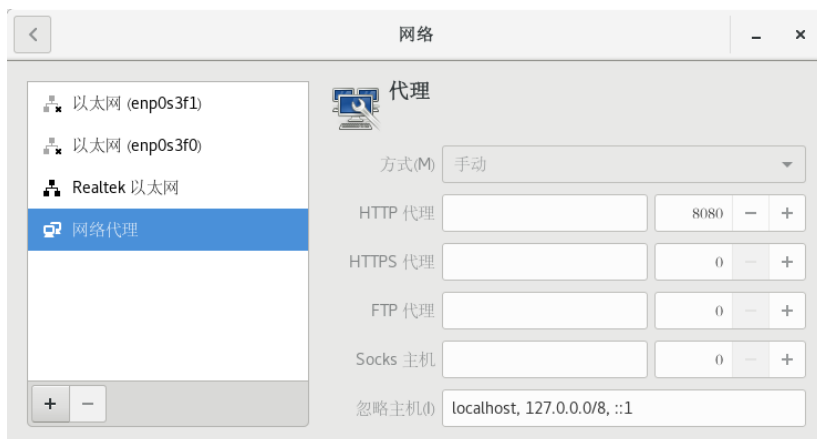 网络
以太网 (enp0s3f1)
以太网 (enp0s3f0)
Realtek 以太网
网络代理
代理
方式(M) 手动
HTTP 代理 8080
HTTPS 代理 0
FTP 代理 0
Socks 主机 0
忽略主机(I) localhost, 127.0.0.0/8, ::1